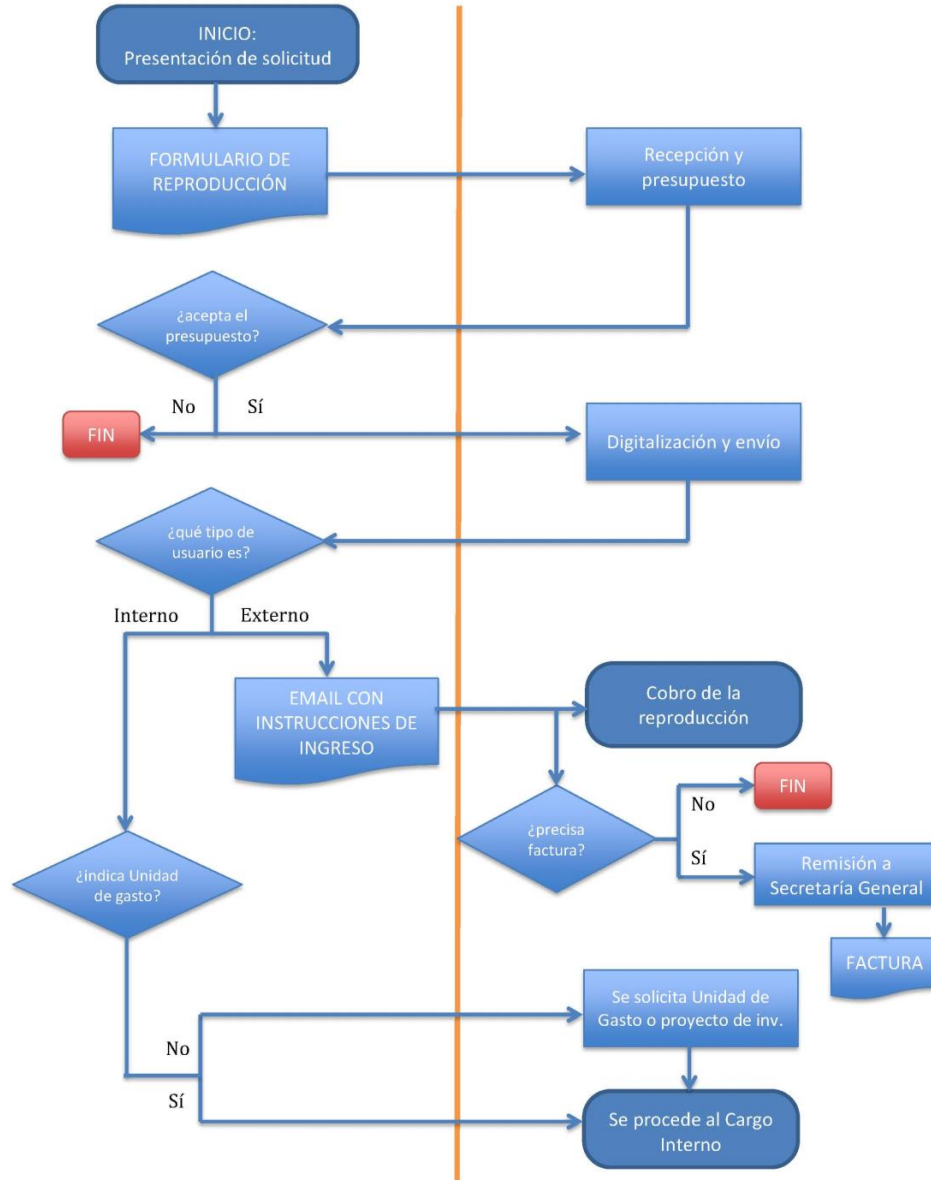 INICIO:
Presentación de solicitud
FORMULARIO DE
REPRODUCCIÓN
Recepción y
presupuesto
¿acepta el
presupuesto?
No
Sí
FIN
Digitalización y envío
¿qué tipo de
usuario es?
Interno
Externo
EMAIL CON
INSTRUCCIONES DE
INGRESO
Cobro de la
reproducción
¿precisa
factura?
No
FIN
Sí
Remisión a
Secretaría General
FACTURA
¿indica Unidad
de gasto?
No
Sí
Se solicita Unidad de
Gasto o proyecto de inv.
Se procede al Cargo
Interno